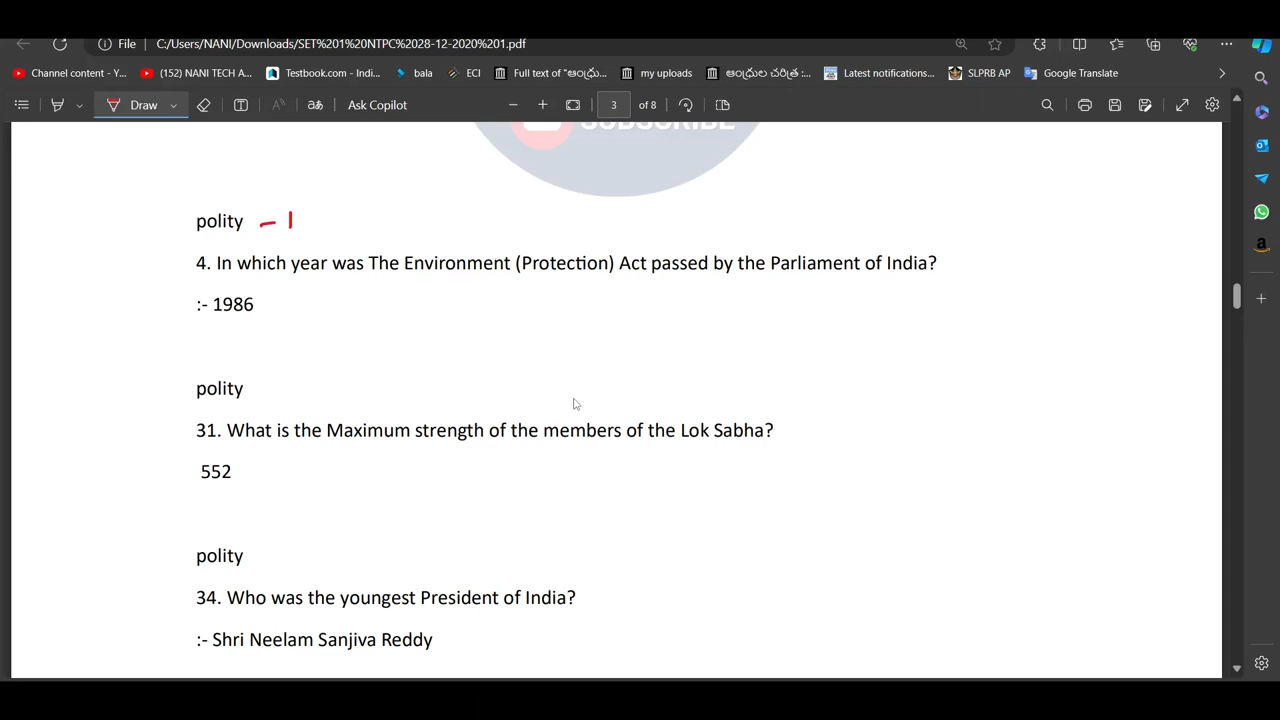 File C:/Users/NANI/Downloads/SET%201%20NTPC%2028-12-2020%201.pdf
Channel content - Y... (152) NANI TECH A... Testbook.com - Indi... bala ECI Full text of "ఆంధ్రు... my uploads ఆంధ్రుల చరిత్ర :... Latest notifications... SLPRB AP Google Translate
Draw aあ Ask Copilot 3 of 8
SUBSCRIBE
polity - 1
4. In which year was The Environment (Protection) Act passed by the Parliament of India?
:- 1986
polity
31. What is the Maximum strength of the members of the Lok Sabha?
552
polity
34. Who was the youngest President of India?
:- Shri Neelam Sanjiva Reddy